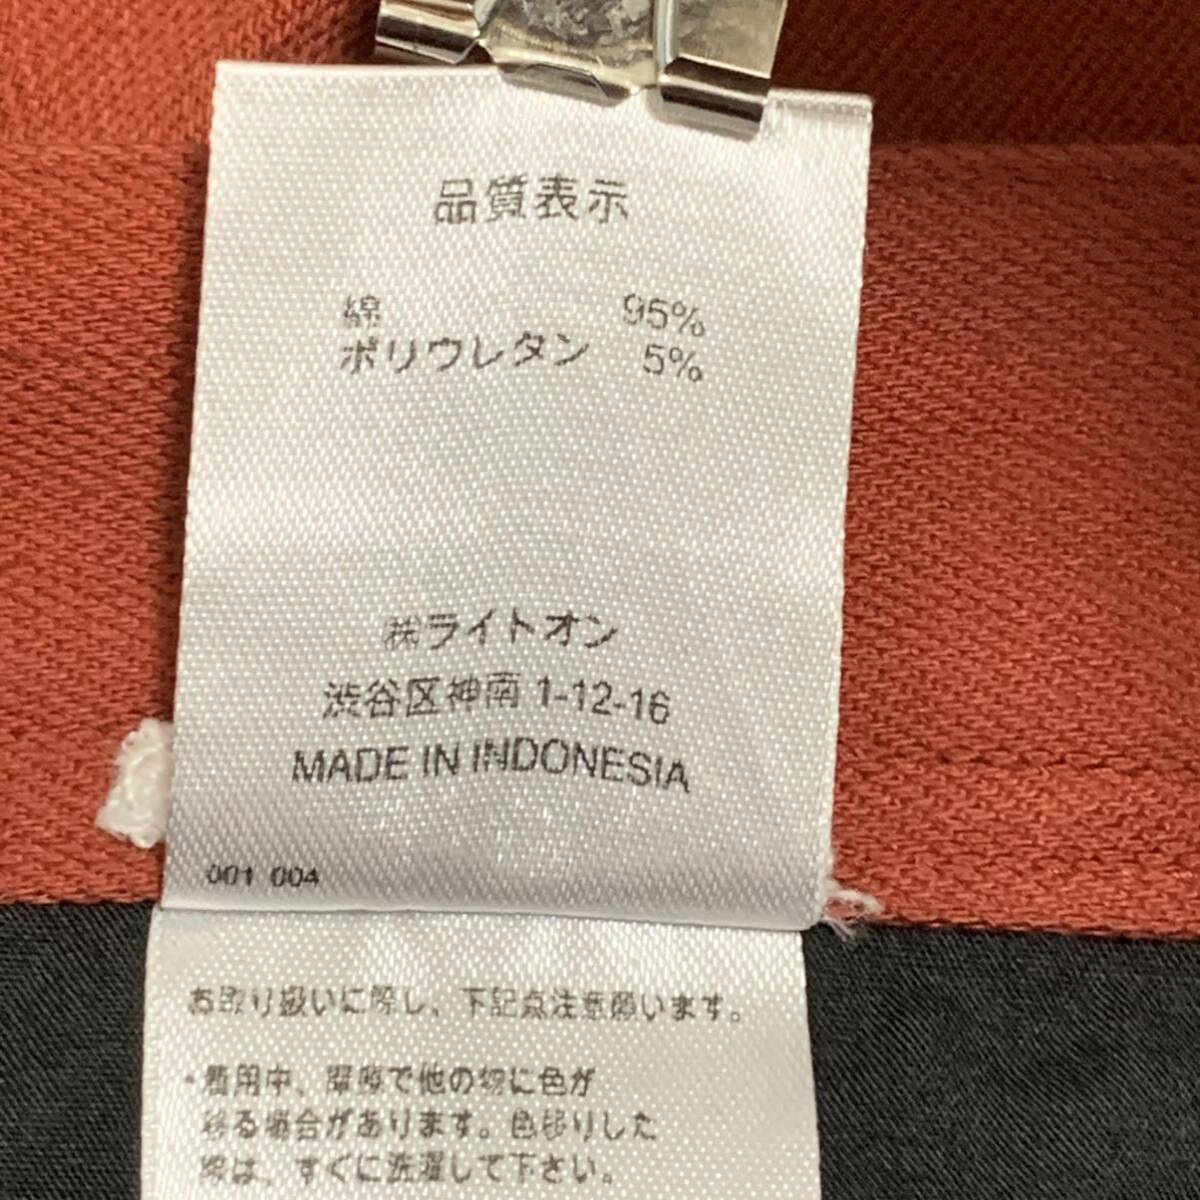 品質表示
綿 95%
ポリウレタン 5%
㈱ライトオン
渋谷区神南 1-12-16
MADE IN INDONESIA
001 004
お取り扱いに際し、下記点注意願います。
・着用中、摩擦で他の物に色が
移る場合があります。色移りした
際は、すぐに洗濯して下さい。